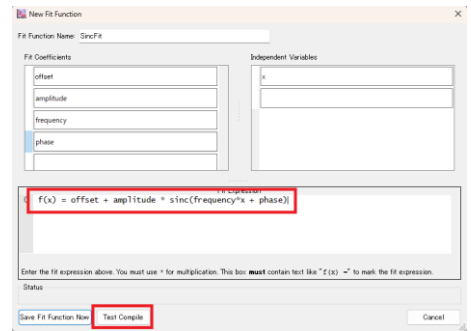 New Fit Function
Fit Function Name: SincFit
Fit Coefficients
Independent Variables
offset
x
amplitude
frequency
phase
Fit Expression
f(x) = offset + amplitude * sinc(frequency*x + phase)
Enter the fit expression above. You must use * for multiplication. This box must contain text like "f(x) =" to mark the fit expression.
Status
Save Fit Function Now
Test Compile
Cancel